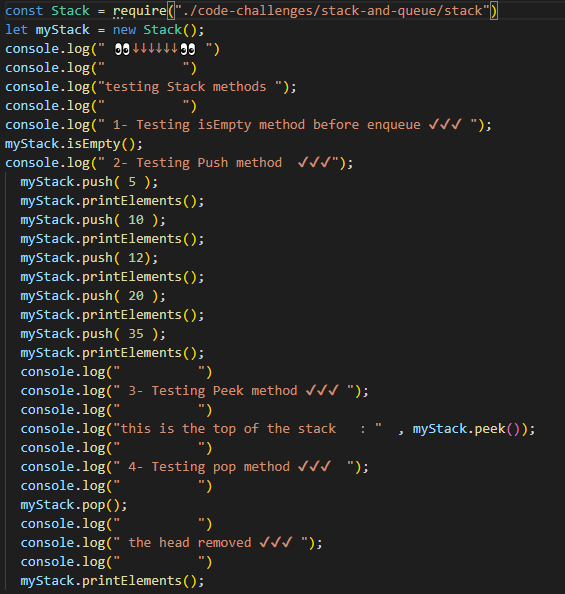 const Stack = require("./code-challenges/stack-and-queue/stack")
let myStack = new Stack();
console.log(" 👀↓↓↓↓↓↓👀 ")
console.log("          ")
console.log("testing Stack methods ");
console.log("          ")
console.log(" 1- Testing isEmpty method before enqueue ✓✓✓ ");
myStack.isEmpty();
console.log(" 2- Testing Push method  ✓✓✓");
  myStack.push( 5 );
  myStack.printElements();
  myStack.push( 10 );
  myStack.printElements();
  myStack.push( 12);
  myStack.printElements();
  myStack.push( 20 );
  myStack.printElements();
  myStack.push( 35 );
  myStack.printElements();
  console.log("          ")
  console.log(" 3- Testing Peek method ✓✓✓ ");
  console.log("          ")
  console.log("this is the top of the stack   : "  , myStack.peek());
  console.log("          ")
  console.log(" 4- Testing pop method ✓✓✓  ");
  console.log("          ")
  myStack.pop();
  console.log("          ")
  console.log(" the head removed ✓✓✓ ");
  console.log("          ")
  myStack.printElements();